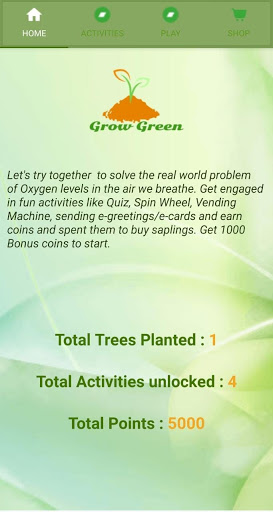 HOME ACTIVITIES PLAY SHOP
Grow Green
Let's try together to solve the real world problem
of Oxygen levels in the air we breathe. Get engaged
in fun activities like Quiz, Spin Wheel, Vending
Machine, sending e-greetings/e-cards and earn
coins and spent them to buy saplings. Get 1000
Bonus coins to start.
Total Trees Planted : 1
Total Activities unlocked : 4
Total Points : 5000